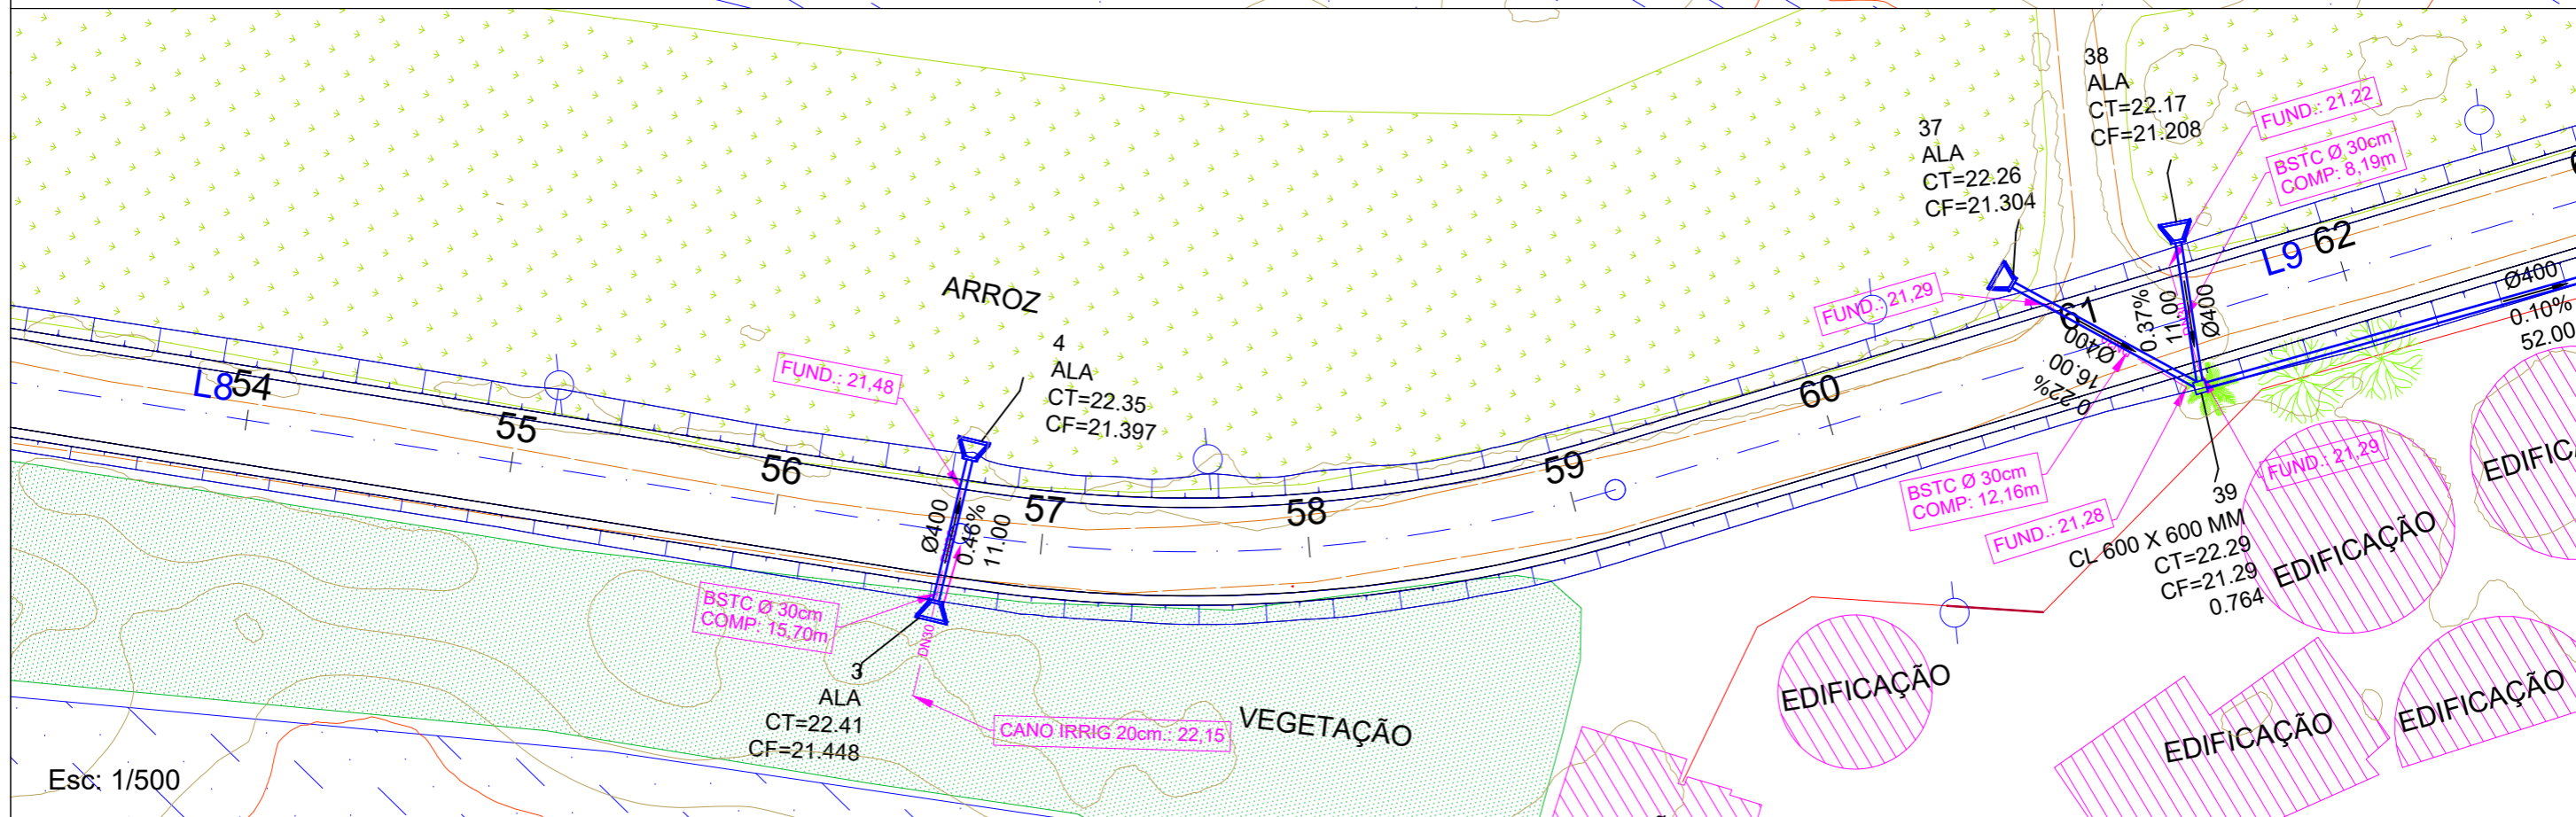 38
ALA
CT=22.17
CF=21.208
FUND.: 21,22
BSTC Ø 30cm
COMP: 8,19m
37
ALA
CT=22.26
CF=21.304
L9
62
FUND.: 21,29
61
Ø400
16.00
0.22%
0.37%
11.00
Ø400
Ø400
0.10%
52.00
ARROZ
4
ALA
CT=22.35
CF=21.397
FUND.: 21,48
L8
54
55
56
57
58
59
60
Ø400
0.46%
11.00
BSTC Ø 30cm
COMP: 15,70m
DN30
3
ALA
CT=22.41
CF=21.448
CANO IRRIG 20cm.: 22,15
VEGETAÇÃO
BSTC Ø 30cm
COMP: 12,16m
FUND.: 21,28
FUND.: 21,29
39
CL 600 X 600 MM
CT=22.29
CF=21.29
0.764
EDIFICAÇÃO
EDIFICAÇÃO
EDIFICAÇÃO
EDIFICAÇÃO
Esc: 1/500